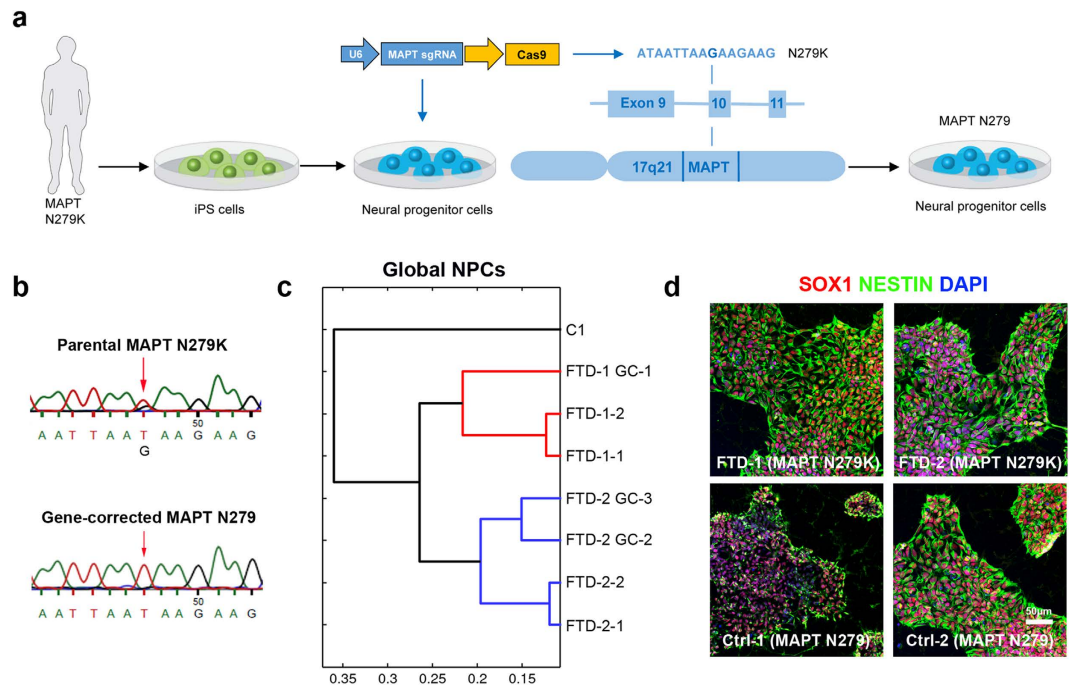 a
U6 MAPT sgRNA Cas9
ATAATTAAGAAGAAG N279K
Exon 9 10 11
17q21 MAPT
MAPT N279
MAPT
N279K
iPS cells
Neural progenitor cells
Neural progenitor cells
b
Parental MAPT N279K
50
A A T T A A T A A G A A G
G
Gene-corrected MAPT N279
50
A A T T A A T A A G A A G
c
Global NPCs
C1
FTD-1 GC-1
FTD-1-2
FTD-1-1
FTD-2 GC-3
FTD-2 GC-2
FTD-2-2
FTD-2-1
0.35 0.3 0.25 0.2 0.15
d
SOX1 NESTIN DAPI
FTD-1 (MAPT N279K)
FTD-2 (MAPT N279K)
Ctrl-1 (MAPT N279)
50µm
Ctrl-2 (MAPT N279)